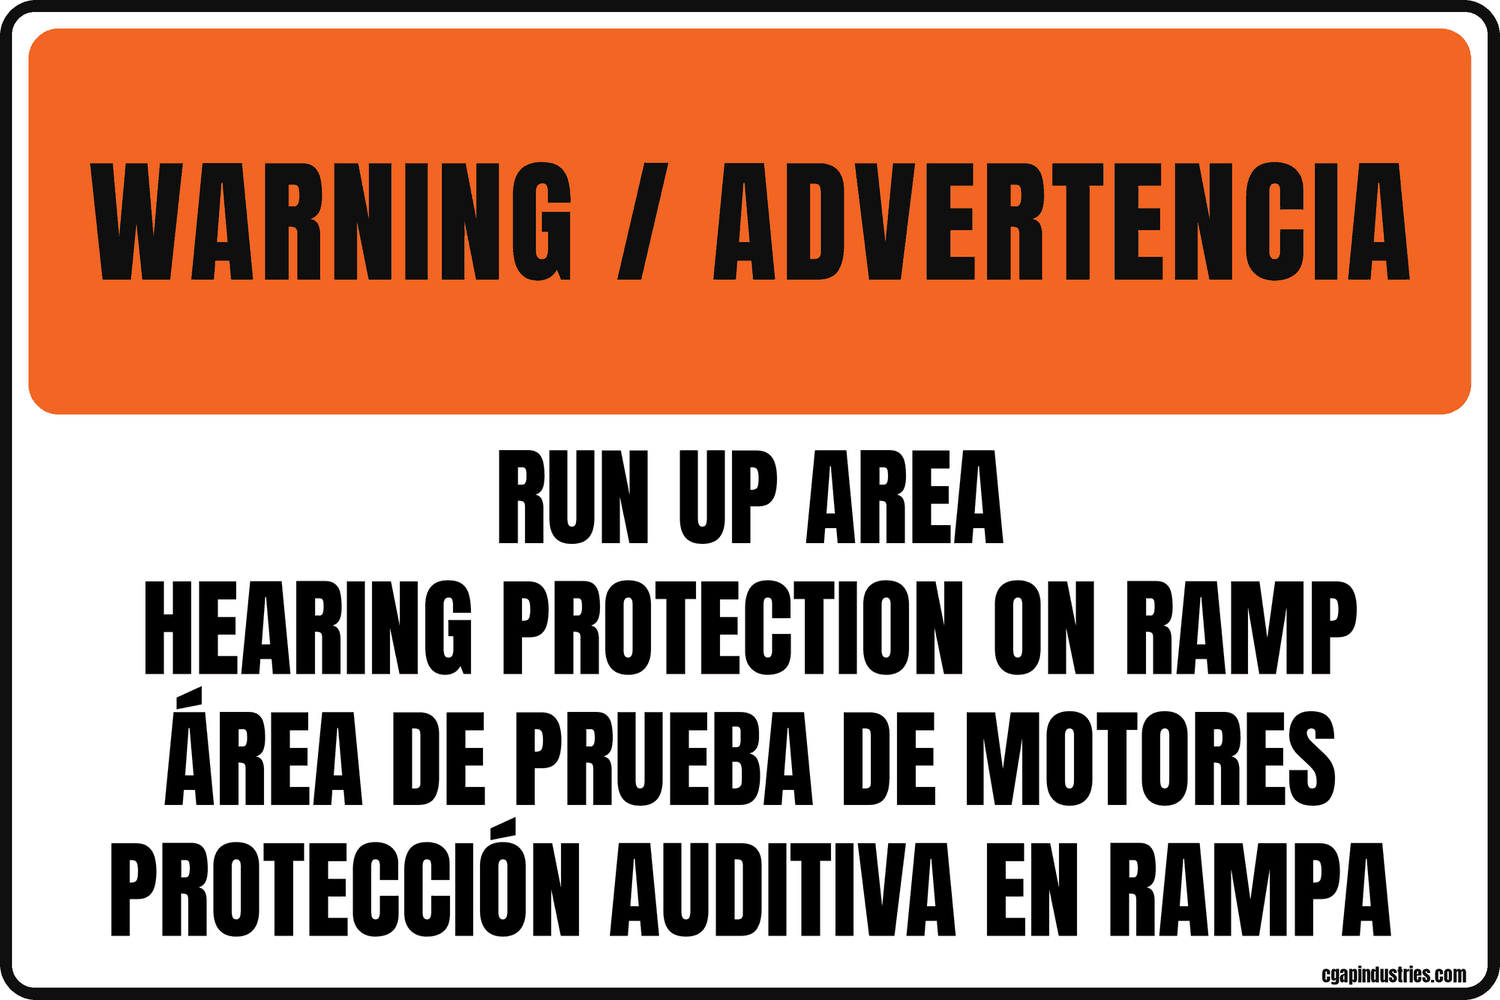 WARNING / ADVERTENCIA
RUN UP AREA
HEARING PROTECTION ON RAMP
ÁREA DE PRUEBA DE MOTORES
PROTECCIÓN AUDITIVA EN RAMPA
cgapindustries.com